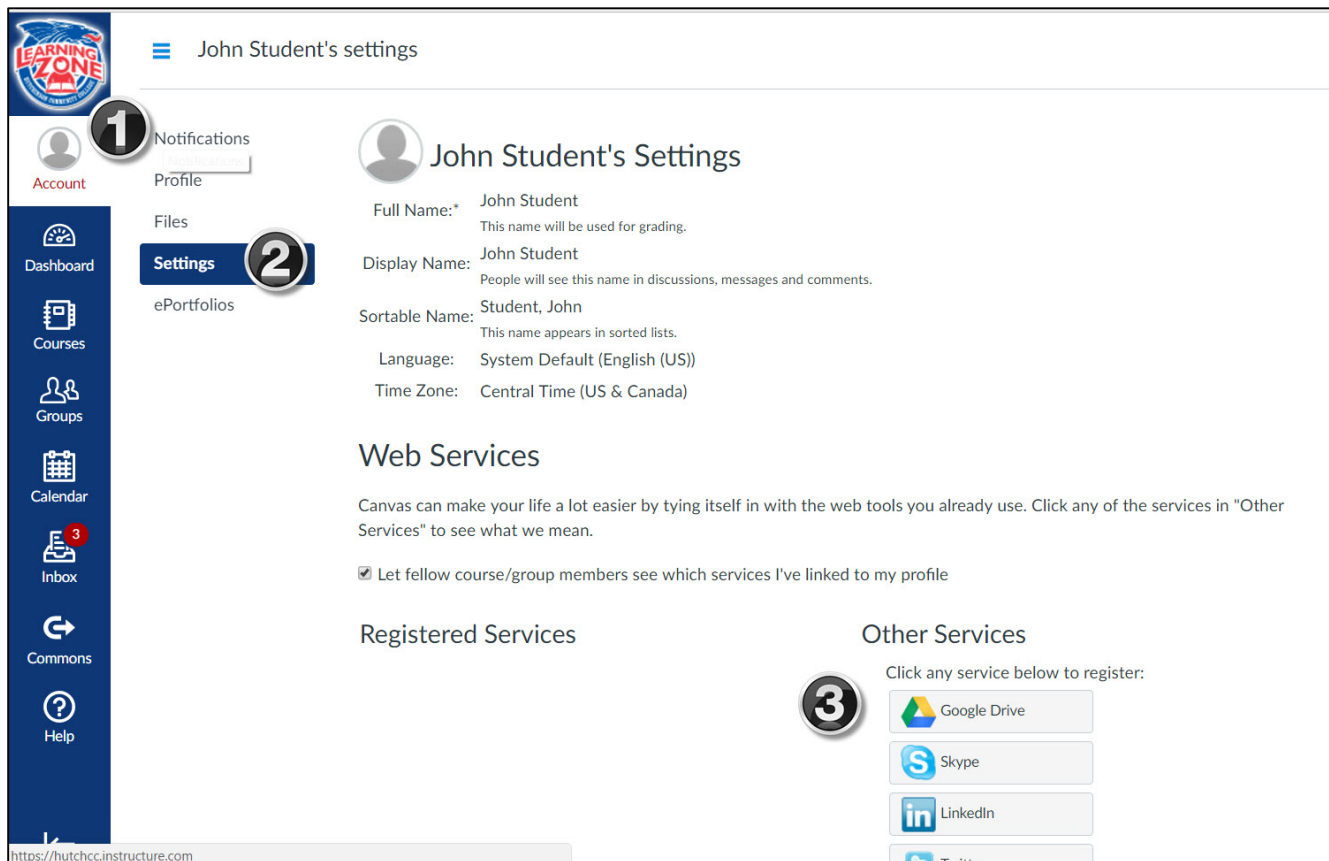 LEARNING
ZONE
HUTCHINSON COMMUNITY COLLEGE
John Student's settings
1
Account
Dashboard
Courses
Groups
Calendar
3
Inbox
Commons
Help
Notifications
Profile
Files
Settings
2
ePortfolios
John Student's Settings
Full Name:* John Student
This name will be used for grading.
Display Name: John Student
People will see this name in discussions, messages and comments.
Sortable Name: Student, John
This name appears in sorted lists.
Language: System Default (English (US))
Time Zone: Central Time (US & Canada)
Web Services
Canvas can make your life a lot easier by tying itself in with the web tools you already use. Click any of the services in "Other
Services" to see what we mean.
Let fellow course/group members see which services I've linked to my profile
Registered Services
Other Services
Click any service below to register:
3
Google Drive
Skype
LinkedIn
https://hutchcc.instructure.com